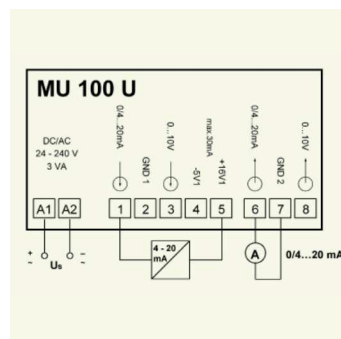 MU 100 U
DC/AC
24 - 240 V
3 VA
0/4...20mA
GND 1
0...10V
-5V1
max.30mA
+16V1
0/4...20mA
GND 2
0...10V
A1 A2 1 2 3 4 5 6 7 8
+ ~ Us - ~
4 - 20
mA
A
0/4...20 mA